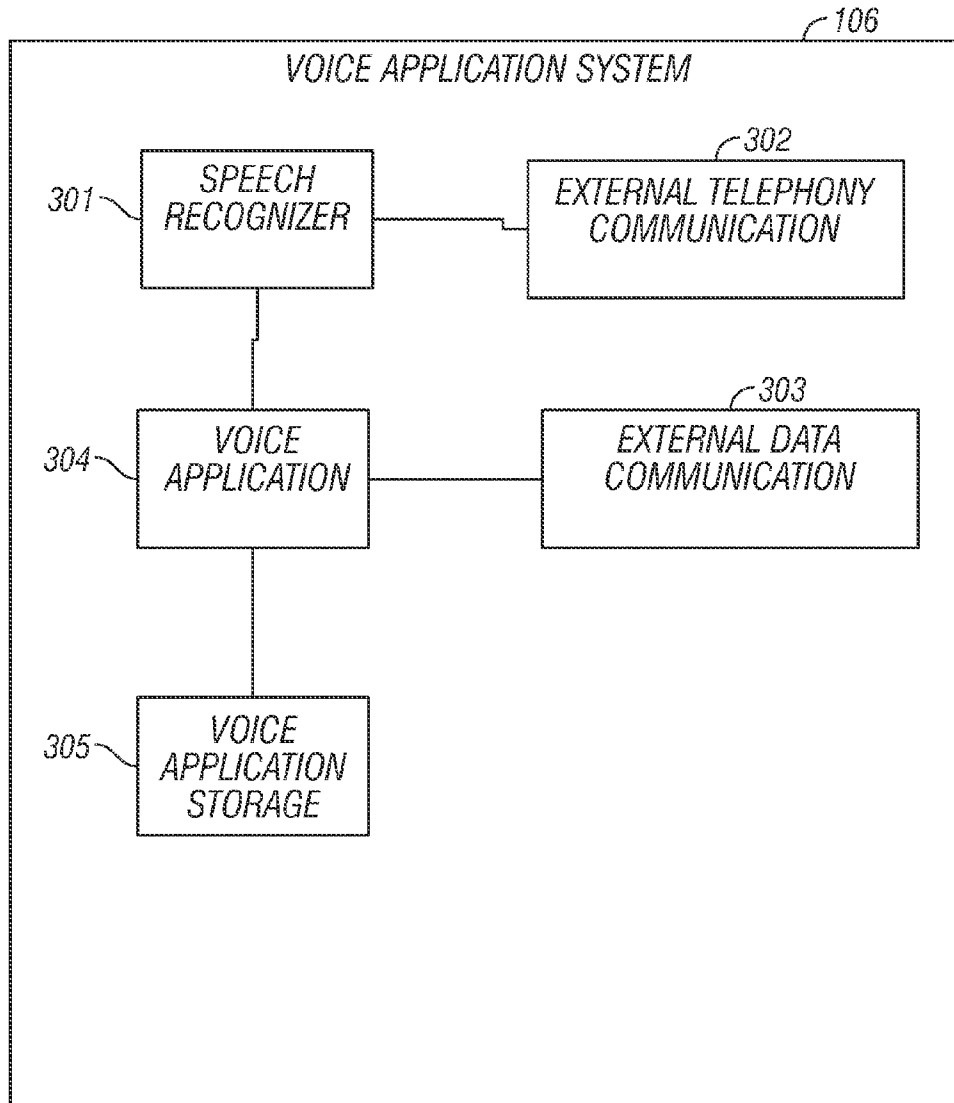 106
VOICE APPLICATION SYSTEM
301
SPEECH
RECOGNIZER
302
EXTERNAL TELEPHONY
COMMUNICATION
304
VOICE
APPLICATION
303
EXTERNAL DATA
COMMUNICATION
305
VOICE
APPLICATION
STORAGE